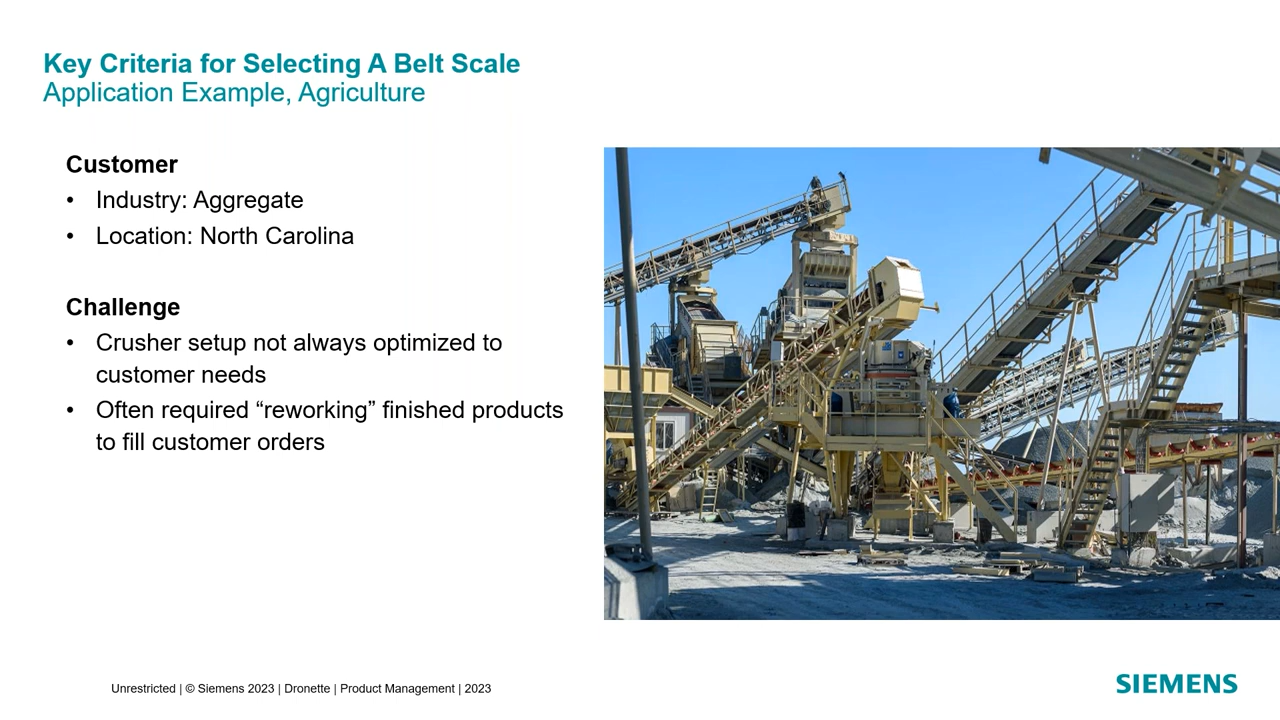 Key Criteria for Selecting A Belt Scale
Application Example, Agriculture
Customer
• Industry: Aggregate
• Location: North Carolina
Challenge
• Crusher setup not always optimized to
customer needs
• Often required “reworking” finished products
to fill customer orders
Unrestricted | © Siemens 2023 | Dronette | Product Management | 2023
SIEMENS